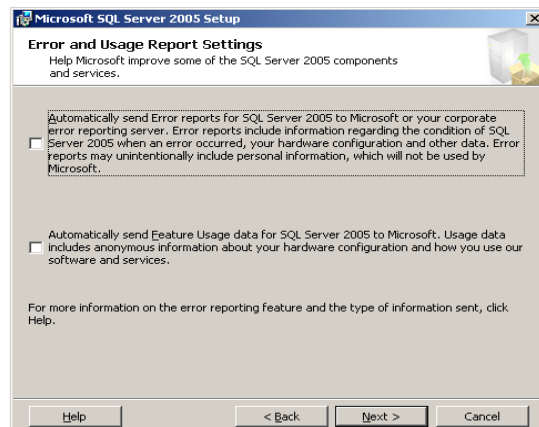 Microsoft SQL Server 2005 Setup
Error and Usage Report Settings
Help Microsoft improve some of the SQL Server 2005 components
and services.
Automatically send Error reports for SQL Server 2005 to Microsoft or your corporate
error reporting server. Error reports include information regarding the condition of SQL
Server 2005 when an error occurred, your hardware configuration and other data. Error
reports may unintentionally include personal information, which will not be used by
Microsoft.
Automatically send Feature Usage data for SQL Server 2005 to Microsoft. Usage data
includes anonymous information about your hardware configuration and how you use our
software and services.
For more information on the error reporting feature and the type of information sent, click
Help.
Help < Back Next > Cancel